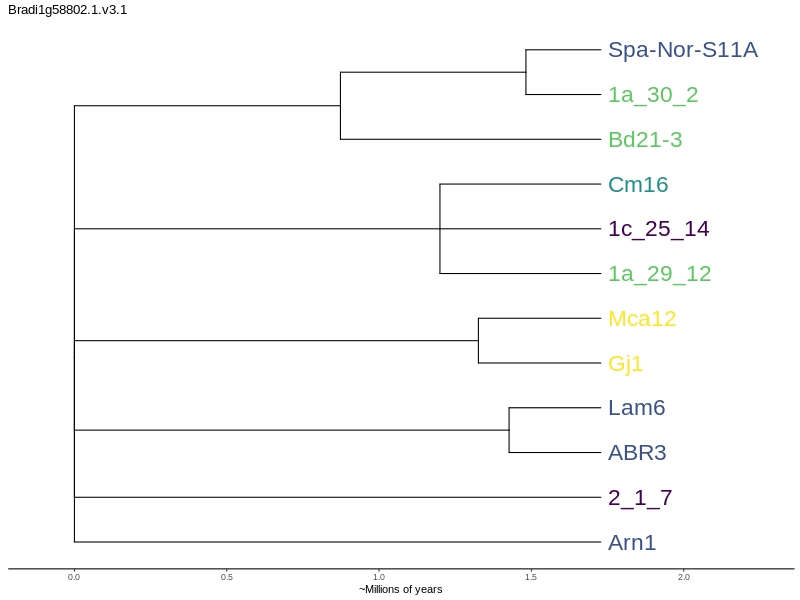 Bradi1g58802.1.v3.1
Spa-Nor-S11A
1a_30_2
Bd21-3
Cm16
1c_25_14
1a_29_12
Mca12
Gj1
Lam6
ABR3
2_1_7
Arn1
0.0 0.5 1.0 1.5 2.0
~Millions of years